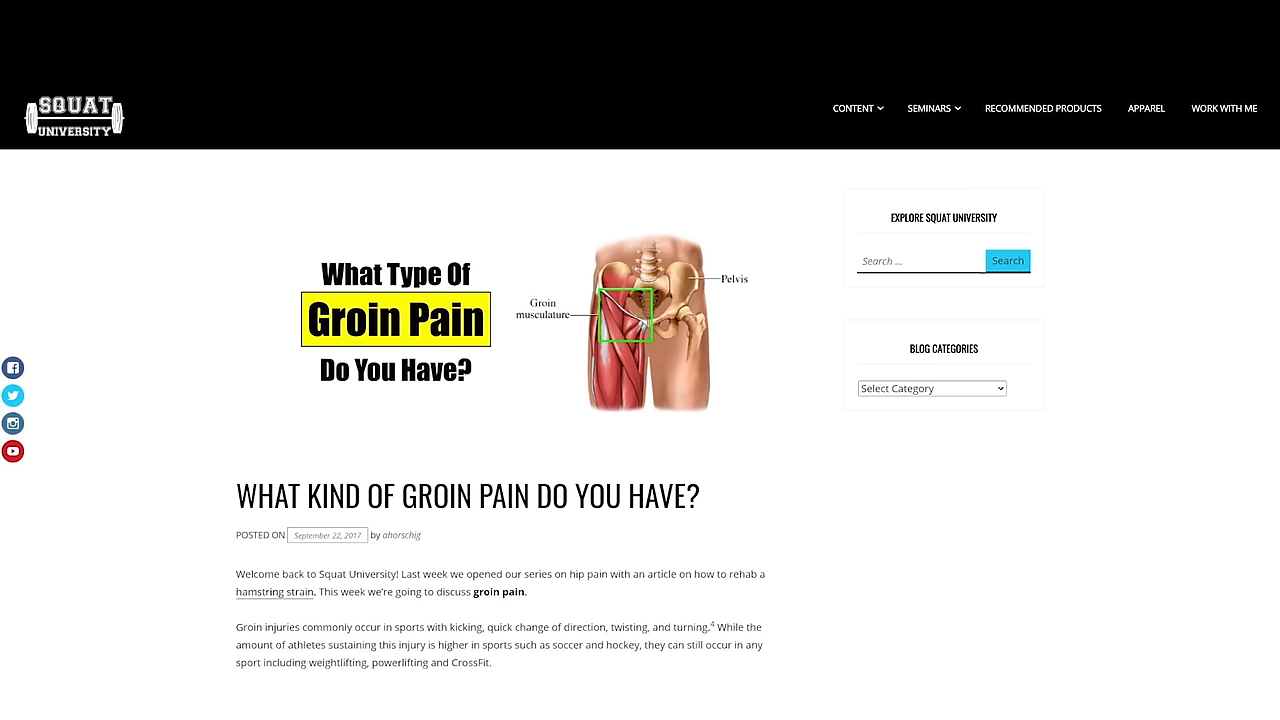 SQUAT
UNIVERSITY
CONTENT SEMINARS RECOMMENDED PRODUCTS APPAREL WORK WITH ME
What Type Of
Groin Pain
Do You Have?
Groin
musculature
Pelvis
EXPLORE SQUAT UNIVERSITY
Search ... Search
BLOG CATEGORIES
Select Category
WHAT KIND OF GROIN PAIN DO YOU HAVE?
POSTED ON September 22, 2017 by ahorschig
Welcome back to Squat University! Last week we opened our series on hip pain with an article on how to rehab a
hamstring strain. This week we’re going to discuss groin pain.
Groin injuries commonly occur in sports with kicking, quick change of direction, twisting, and turning.4 While the
amount of athletes sustaining this injury is higher in sports such as soccer and hockey, they can still occur in any
sport including weightlifting, powerlifting and CrossFit.